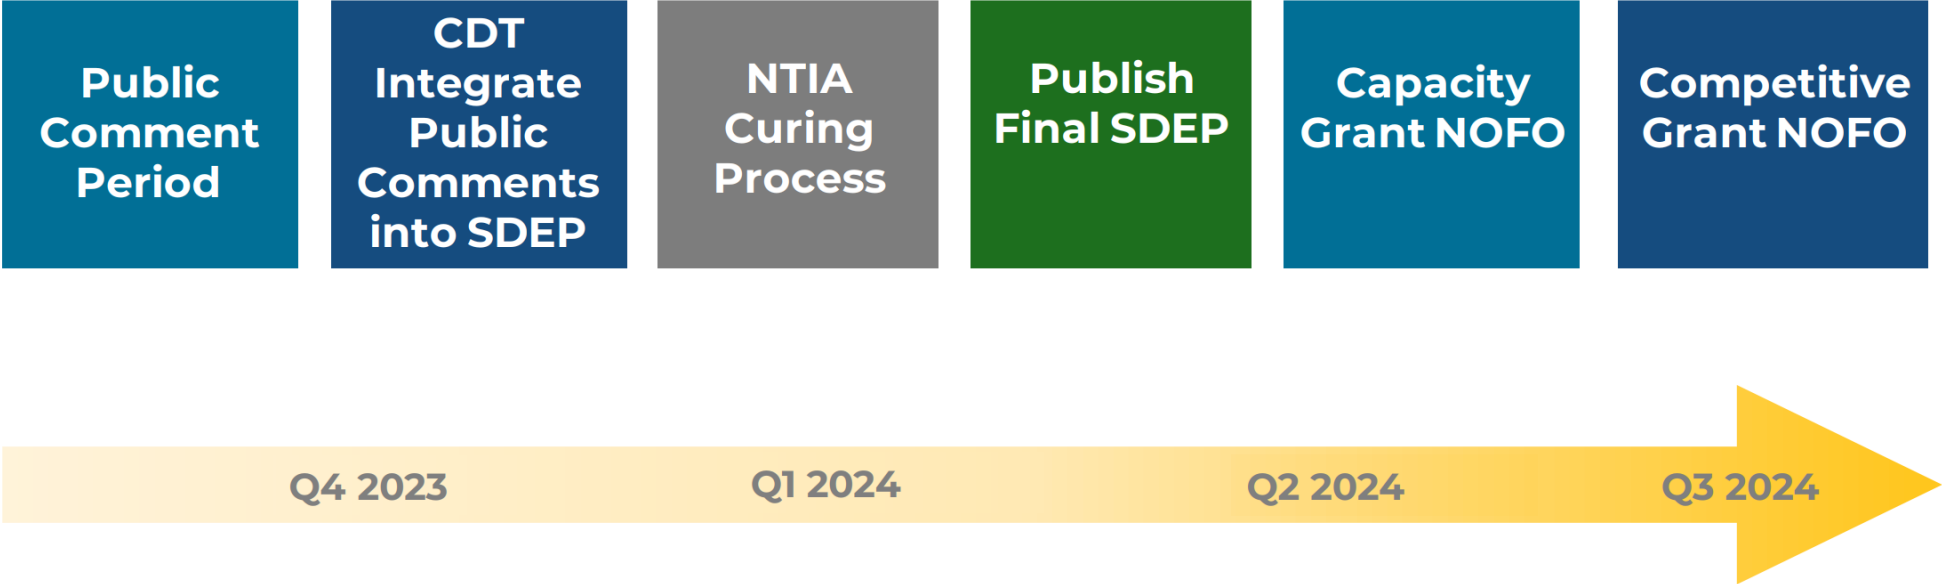 Public
Comment
Period
CDT
Integrate
Public
Comments
into SDEP
NTIA
Curing
Process
Publish
Final SDEP
Capacity
Grant NOFO
Competitive
Grant NOFO
Q4 2023
Q1 2024
Q2 2024
Q3 2024